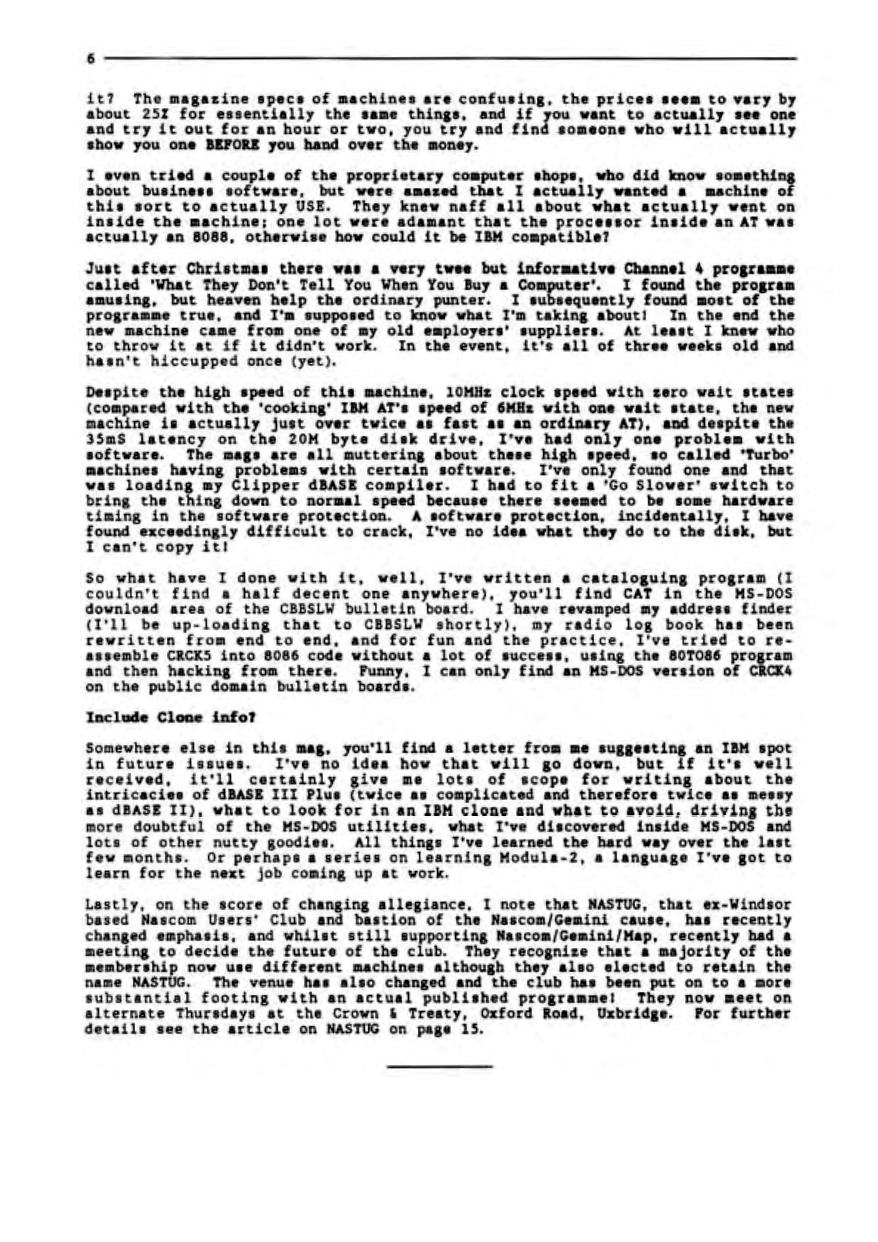 6
it? The magazine specs of machines are confusing, the prices seem to vary by
about 25% for essentially the same things, and if you want to actually see one
and try it out for an hour or two, you try and find someone who will actually
show you one BEFORE you hand over the money.
I even tried a couple of the proprietary computer shops, who did know something
about business software, but were amazed that I actually wanted a machine of
this sort to actually USE. They knew naff all about what actually went on
inside the machine; one lot were adamant that the processor inside an AT was
actually an 8088, otherwise how could it be IBM compatible?
Just after Christmas there was a very twee but informative Channel 4 programme
called 'What They Don't Tell You When You Buy a Computer'. I found the program
amusing, but heaven help the ordinary punter. I subsequently found most of the
programme true, and I'm supposed to know what I'm taking about! In the end the
new machine came from one of my old employers' suppliers. At least I knew who
to throw it at if it didn't work. In the event, it's all of three weeks old and
hasn't hiccupped once (yet).
Despite the high speed of this machine, 10MHz clock speed with zero wait states
(compared with the 'cooking' IBM AT's speed of 6MHz with one wait state, the new
machine is actually just over twice as fast as an ordinary AT), and despite the
35mS latency on the 20M byte disk drive, I've had only one problem with
software. The mags are all muttering about these high speed, so called 'Turbo'
machines having problems with certain software. I've only found one and that
was loading my Clipper dBASE compiler. I had to fit a 'Go Slower' switch to
bring the thing down to normal speed because there seemed to be some hardware
timing in the software protection. A software protection, incidentally, I have
found exceedingly difficult to crack, I've no idea what they do to the disk, but
I can't copy it!
So what have I done with it, well, I've written a cataloguing program (I
couldn't find a half decent one anywhere), you'll find CAT in the MS-DOS
download area of the CBBSLW bulletin board. I have revamped my address finder
(I'll be up-loading that to CBBSLW shortly), my radio log book has been
rewritten from end to end, and for fun and the practice, I've tried to re-
assemble CRCK5 into 8086 code without a lot of success, using the 80TO86 program
and then hacking from there. Funny, I can only find an MS-DOS version of CRCK4
on the public domain bulletin boards.
Include Clone info?
Somewhere else in this mag, you'll find a letter from me suggesting an IBM spot
in future issues. I've no idea how that will go down, but if it's well
received, it'll certainly give me lots of scope for writing about the
intricacies of dBASE III Plus (twice as complicated and therefore twice as messy
as dBASE II), what to look for in an IBM clone and what to avoid, driving the
more doubtful of the MS-DOS utilities, what I've discovered inside MS-DOS and
lots of other nutty goodies. All things I've learned the hard way over the last
few months. Or perhaps a series on learning Modula-2, a language I've got to
learn for the next job coming up at work.
Lastly, on the score of changing allegiance, I note that NASTUG, that ex-Windsor
based Nascom Users' Club and bastion of the Nascom/Gemini cause, has recently
changed emphasis, and whilst still supporting Nascom/Gemini/Map, recently had a
meeting to decide the future of the club. They recognize that a majority of the
membership now use different machines although they also elected to retain the
name NASTUG. The venue has also changed and the club has been put on to a more
substantial footing with an actual published programme! They now meet on
alternate Thursdays at the Crown & Treaty, Oxford Road, Uxbridge. For further
details see the article on NASTUG on page 15.